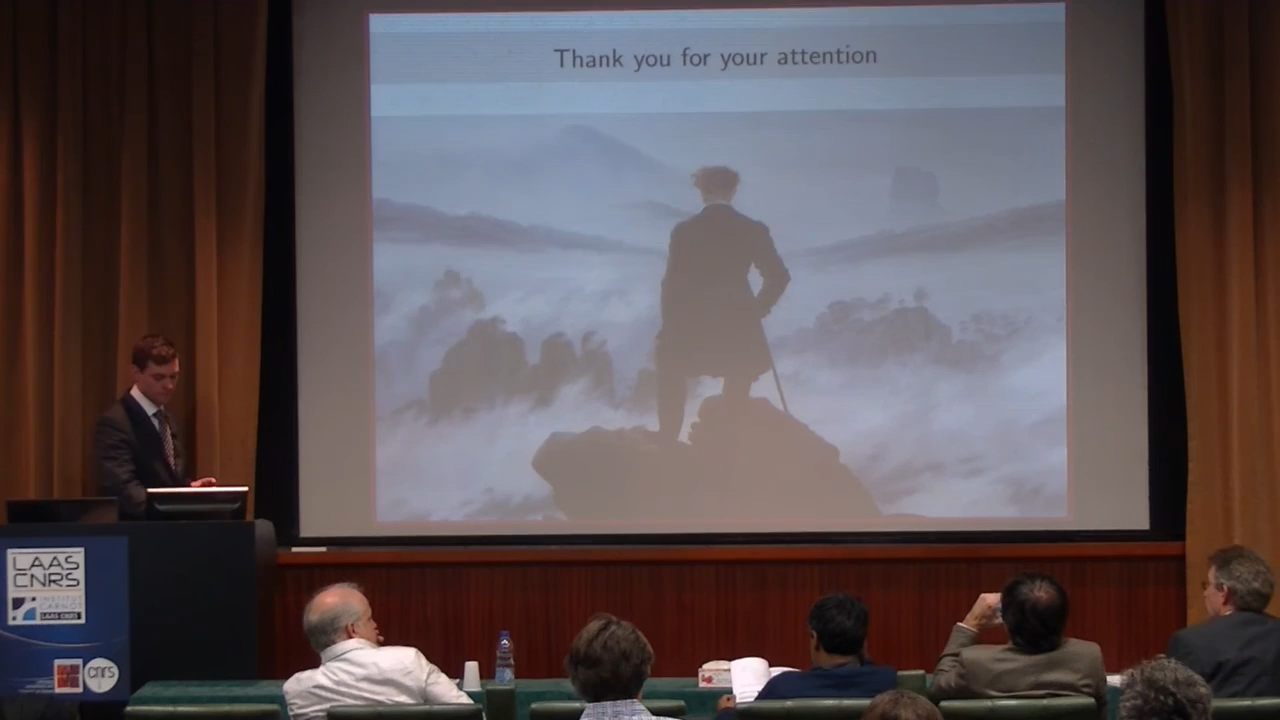 Thank you for your attention
LAAS
CNRS
INSTITUT
CARNOT
LAAS CNRS
cnrs